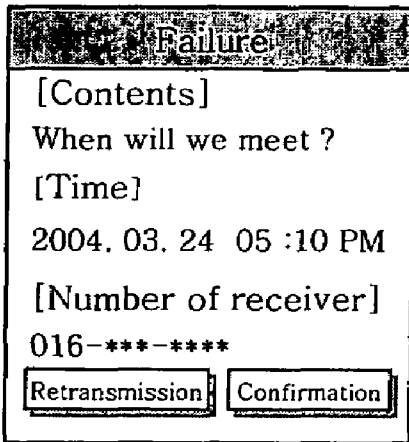 Failure
[Contents]
When will we meet ?
[Time]
2004. 03. 24 05 :10 PM
[Number of receiver]
016-***-****
Retransmission Confirmation